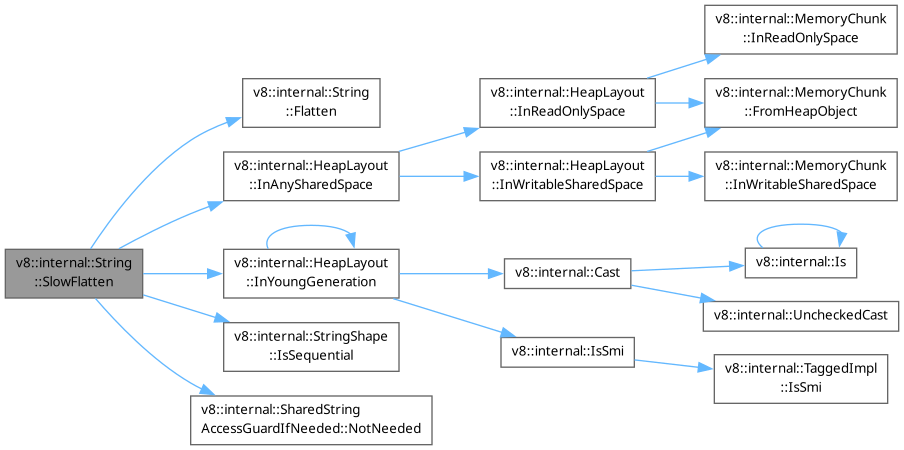 v8::internal::String
::SlowFlatten
v8::internal::String
::Flatten
v8::internal::HeapLayout
::InAnySharedSpace
v8::internal::HeapLayout
::InYoungGeneration
v8::internal::StringShape
::IsSequential
v8::internal::SharedString
AccessGuardIfNeeded::NotNeeded
v8::internal::HeapLayout
::InReadOnlySpace
v8::internal::HeapLayout
::InWritableSharedSpace
v8::internal::Cast
v8::internal::IsSmi
v8::internal::MemoryChunk
::InReadOnlySpace
v8::internal::MemoryChunk
::FromHeapObject
v8::internal::MemoryChunk
::InWritableSharedSpace
v8::internal::Is
v8::internal::UncheckedCast
v8::internal::TaggedImpl
::IsSmi